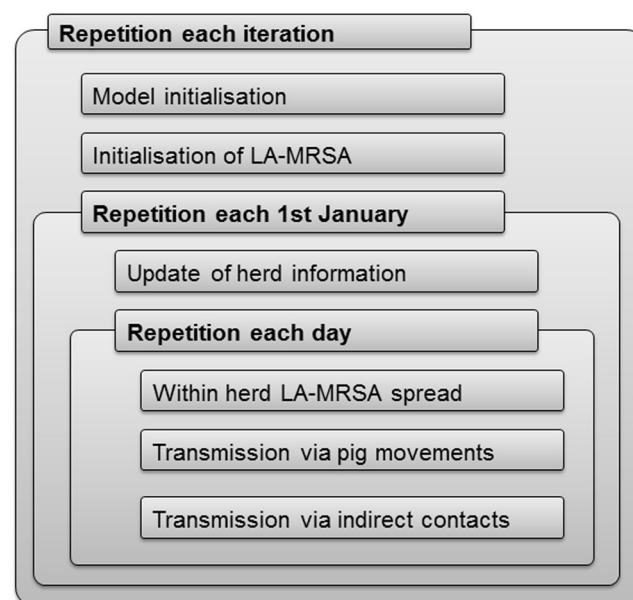 Repetition each iteration
Model initialisation
Initialisation of LA-MRSA
Repetition each 1st January
Update of herd information
Repetition each day
Within herd LA-MRSA spread
Transmission via pig movements
Transmission via indirect contacts